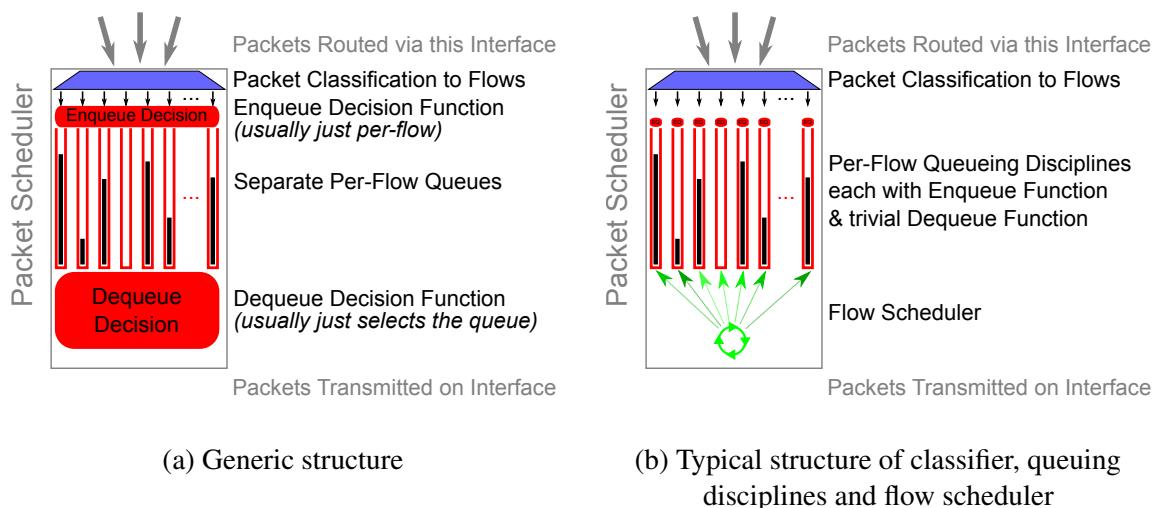 Packets Routed via this Interface
Packet Scheduler
Packet Classification to Flows
...
Enqueue Decision
Enqueue Decision Function
(usually just per-flow)
Separate Per-Flow Queues
...
Dequeue
Decision
Dequeue Decision Function
(usually just selects the queue)
Packets Transmitted on Interface
(a) Generic structure
Packets Routed via this Interface
Packet Scheduler
Packet Classification to Flows
...
Per-Flow Queueing Disciplines
each with Enqueue Function
& trivial Dequeue Function
...
Flow Scheduler
Packets Transmitted on Interface
(b) Typical structure of classifier, queuing
disciplines and flow scheduler